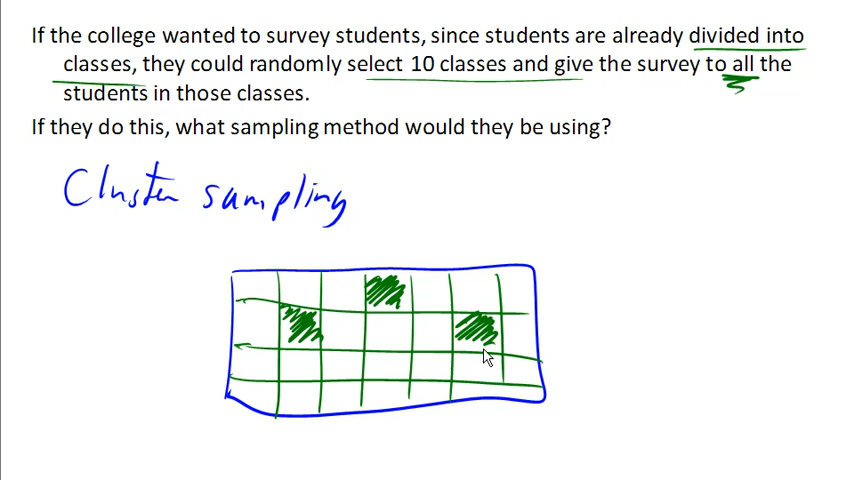 If the college wanted to survey students, since students are already divided into
classes, they could randomly select 10 classes and give the survey to all the
students in those classes.
If they do this, what sampling method would they be using?
Cluster sampling